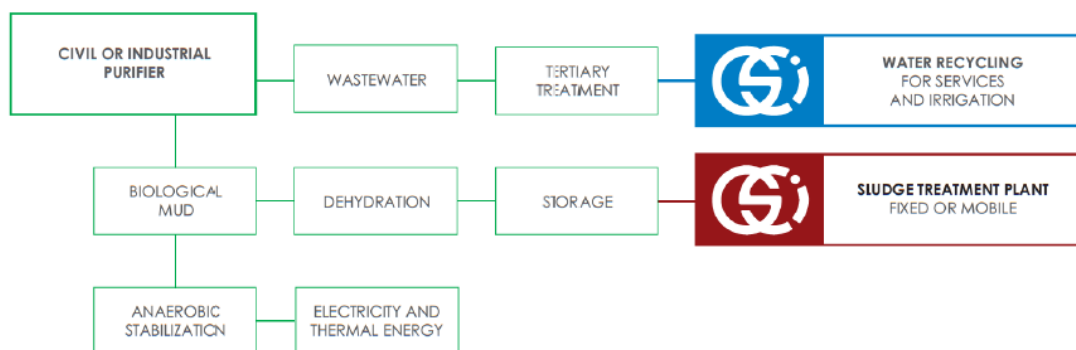 CIVIL OR INDUSTRIAL
PURIFIER
WASTEWATER
TERTIARY
TREATMENT
WATER RECYCLING
FOR SERVICES
AND IRRIGATION
BIOLOGICAL
MUD
DEHYDRATION
STORAGE
SLUDGE TREATMENT PLANT
FIXED OR MOBILE
ANAEROBIC
STABILIZATION
ELECTRICITY AND
THERMAL ENERGY